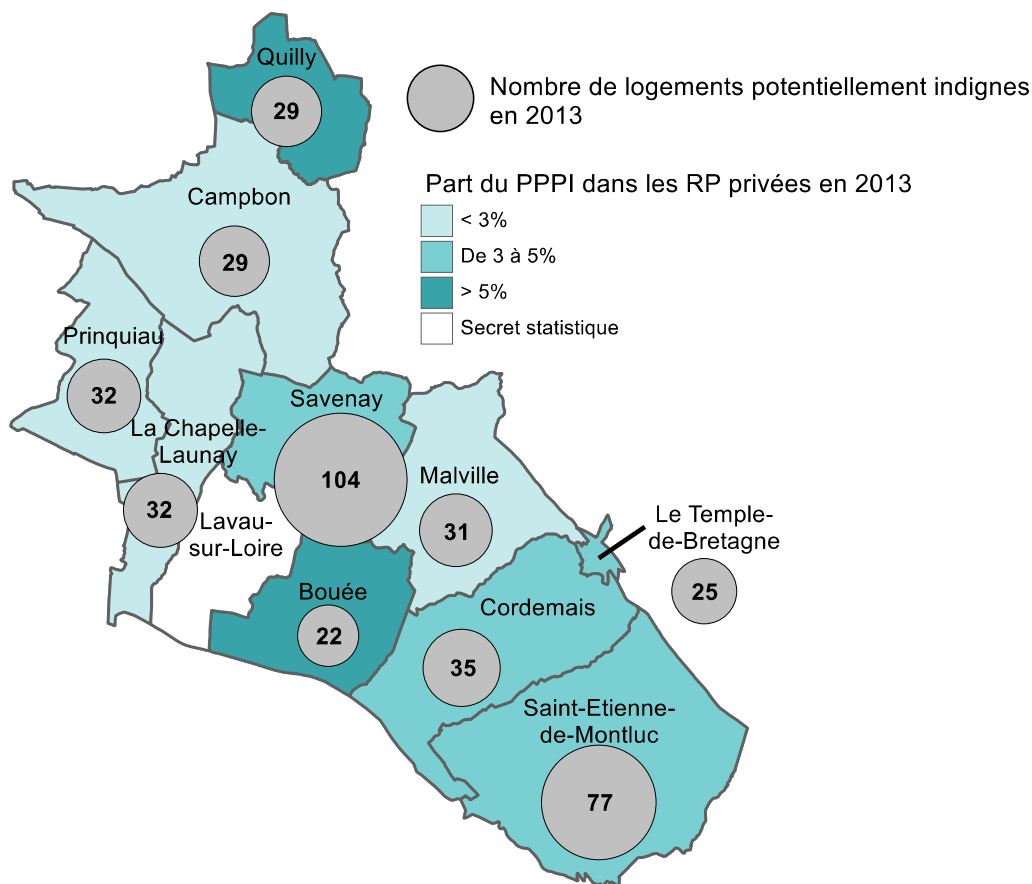 Quilly
29
Nombre de logements potentiellement indignes
en 2013
Part du PPPI dans les RP privées en 2013
< 3%
De 3 à 5%
> 5%
Secret statistique
Campbon
29
Prinquiau
32
La Chapelle-
Launay
32
Savenay
104
Malville
31
Lavau-
sur-Loire
Le Temple-
de-Bretagne
25
Bouée
22
Cordemais
35
Saint-Etienne-
de-Montluc
77